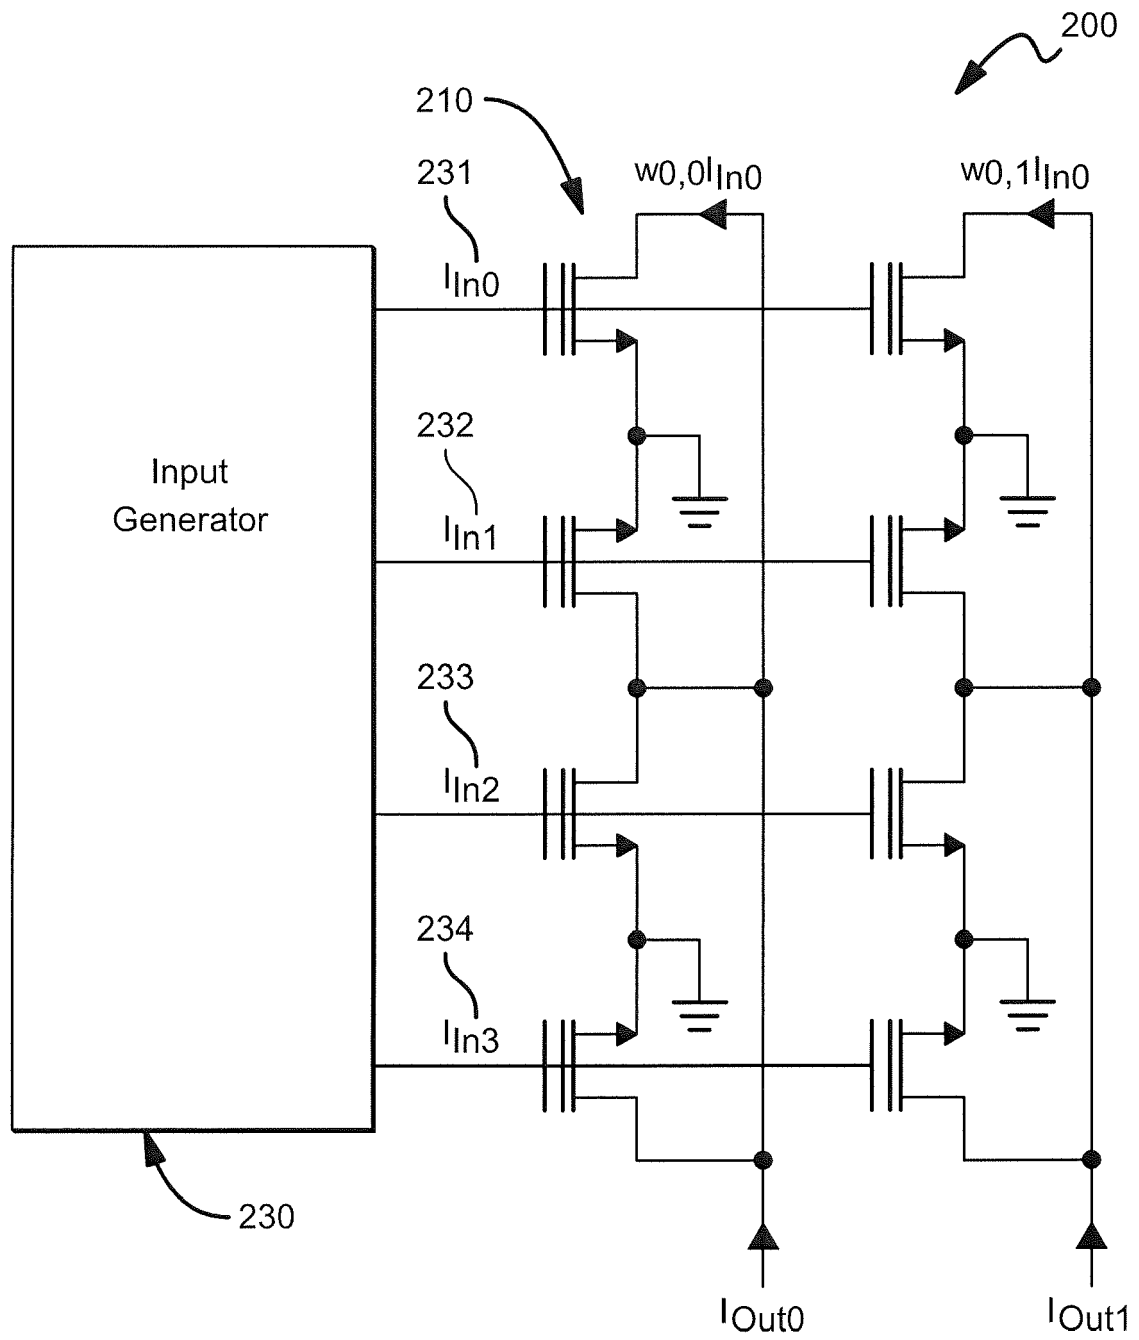 200
210
231
w0,0IIn0
w0,1IIn0
IIn0
232
Input
Generator
IIn1
233
IIn2
234
IIn3
230
IOut0
IOut1